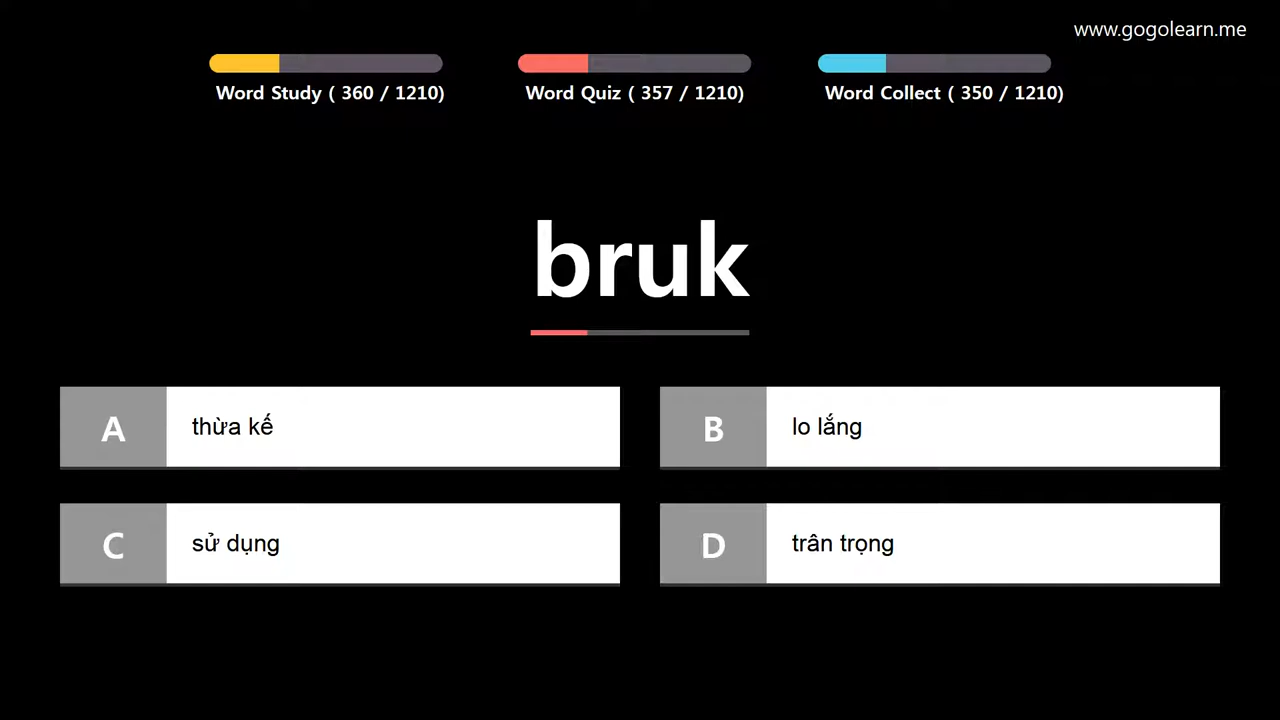 www.gogolearn.me
Word Study ( 360 / 1210)
Word Quiz ( 357 / 1210)
Word Collect ( 350 / 1210)
bruk
A thừa kế
B lo lắng
C sử dụng
D trân trọng